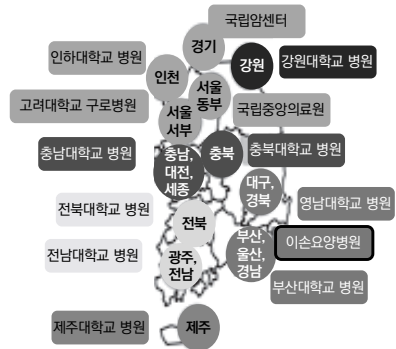 국립암센터
경기
인하대학교 병원
강원
강원대학교 병원
인천
서울
동부
고려대학교 구로병원
서울
서부
국립중앙의료원
충남대학교 병원
충남,
대전,
세종
충북
충북대학교 병원
대구,
경북
영남대학교 병원
전북대학교 병원
전북
부산,
울산,
경남
이손요양병원
전남대학교 병원
광주,
전남
부산대학교 병원
제주대학교 병원
제주